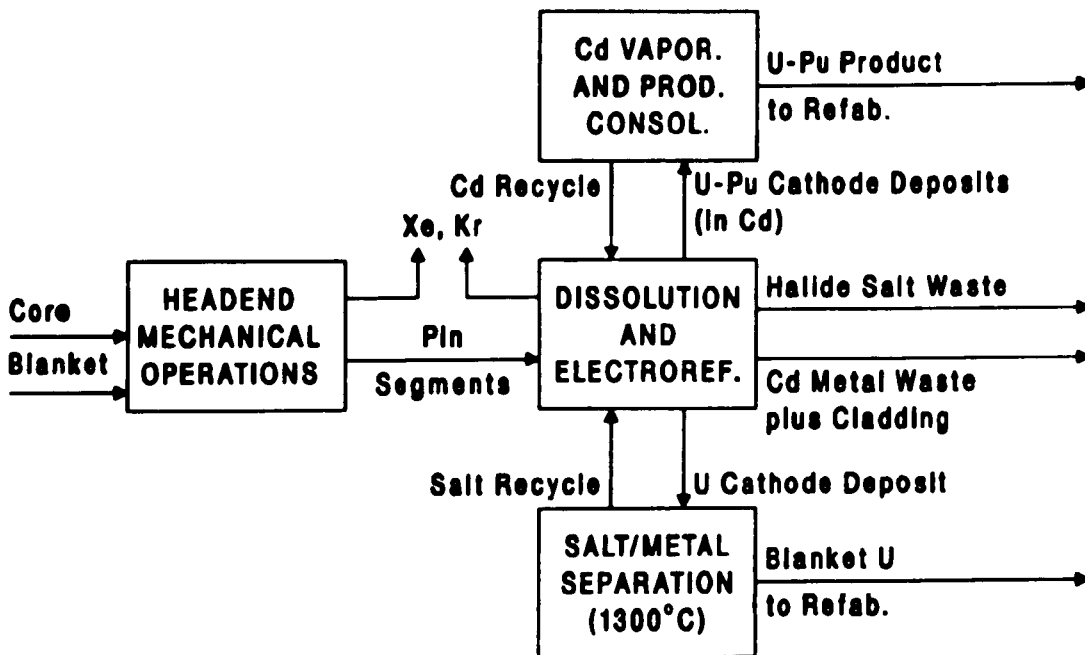 Cd VAPOR.
AND PROD.
CONSOL.
U-Pu Product
to Refab.
Cd Recycle
U-Pu Cathode Deposits
(in Cd)
Xe, Kr
Core
Blanket
HEADEND
MECHANICAL
OPERATIONS
Pin
Segments
DISSOLUTION
AND
ELECTROREF.
Halide Salt Waste
Cd Metal Waste
plus Cladding
Salt Recycle
U Cathode Deposit
SALT/METAL
SEPARATION
(1300°C)
Blanket U
to Refab.